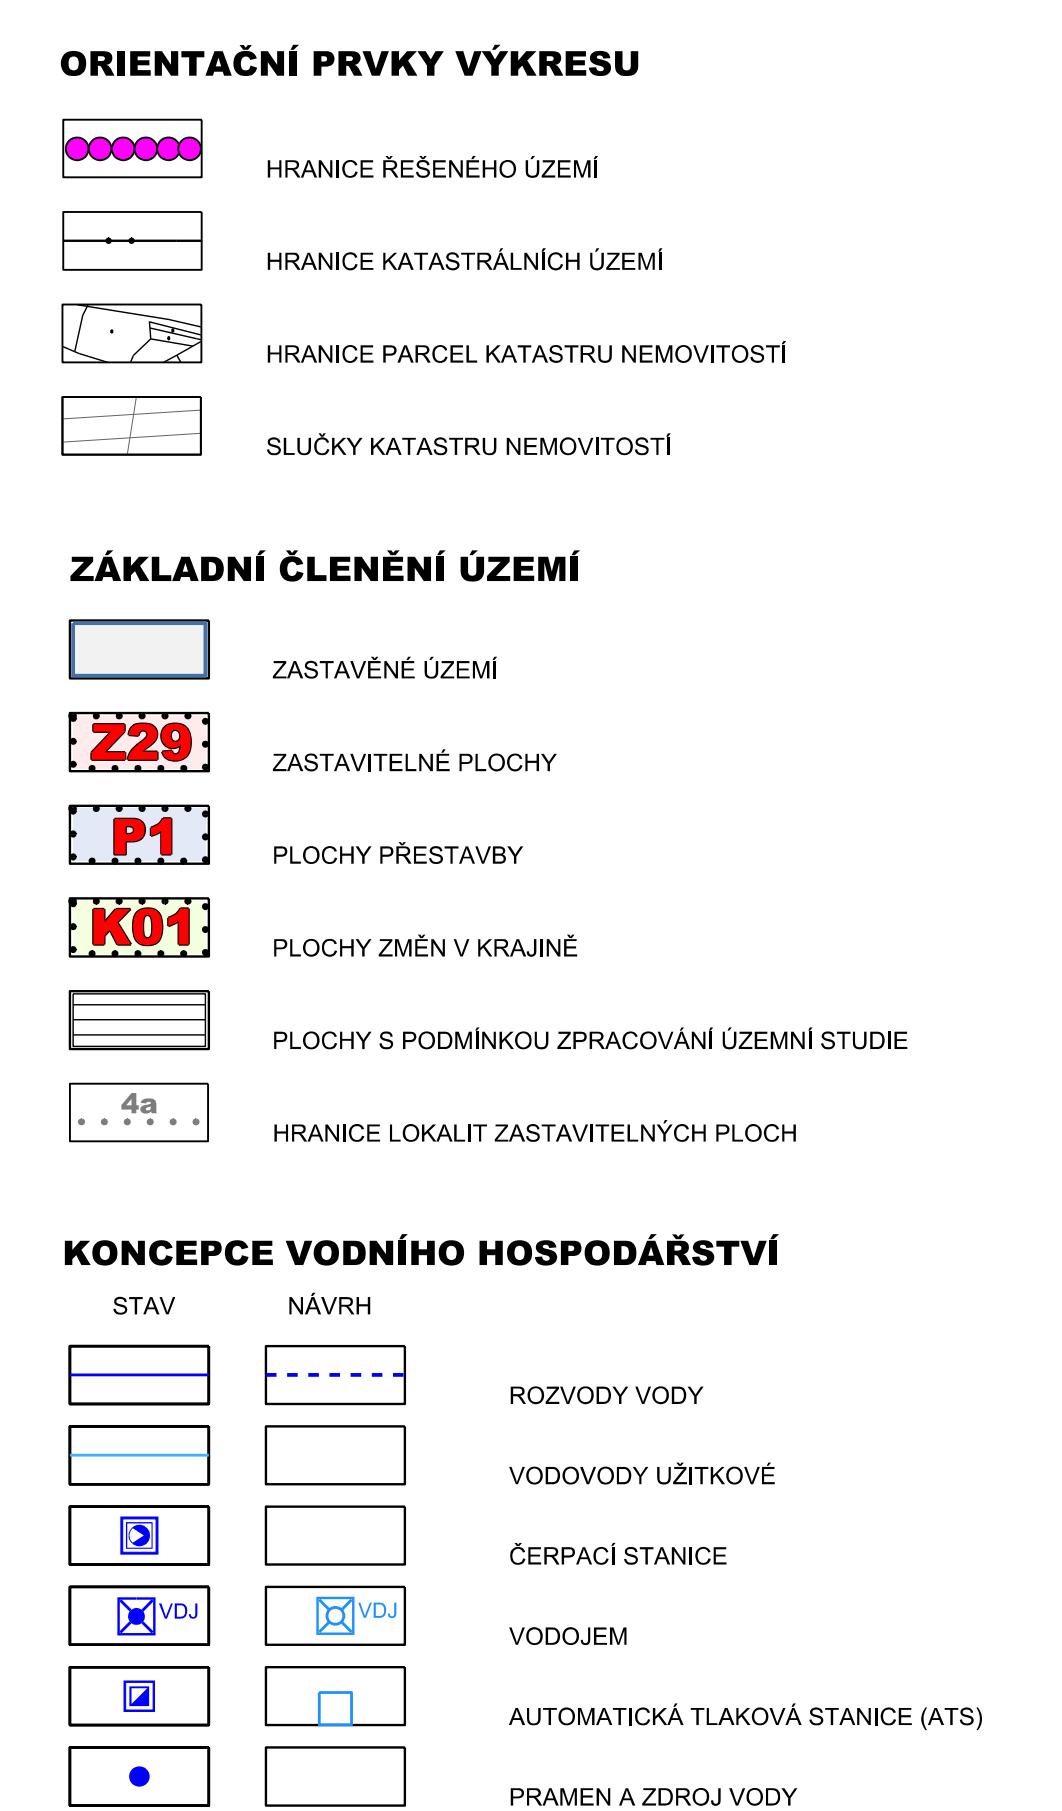 ORIENTAČNÍ PRVKY VÝKRESU
HRANICE ŘEŠENÉHO ÚZEMÍ
HRANICE KATASTRÁLNÍCH ÚZEMÍ
HRANICE PARCEL KATASTRU NEMOVITOSTÍ
SLUČKY KATASTRU NEMOVITOSTÍ
ZÁKLADNÍ ČLENĚNÍ ÚZEMÍ
ZASTAVĚNÉ ÚZEMÍ
Z29 ZASTAVITELNÉ PLOCHY
P1 PLOCHY PŘESTAVBY
K01 PLOCHY ZMĚN V KRAJINĚ
PLOCHY S PODMÍNKOU ZPRACOVÁNÍ ÚZEMNÍ STUDIE
4a HRANICE LOKALIT ZASTAVITELNÝCH PLOCH
KONCEPCE VODNÍHO HOSPODÁŘSTVÍ
STAV NÁVRH
ROZVODY VODY
VODOVODY UŽITKOVÉ
ČERPACÍ STANICE
VDJ VDJ VODOJEM
AUTOMATICKÁ TLAKOVÁ STANICE (ATS)
PRAMEN A ZDROJ VODY